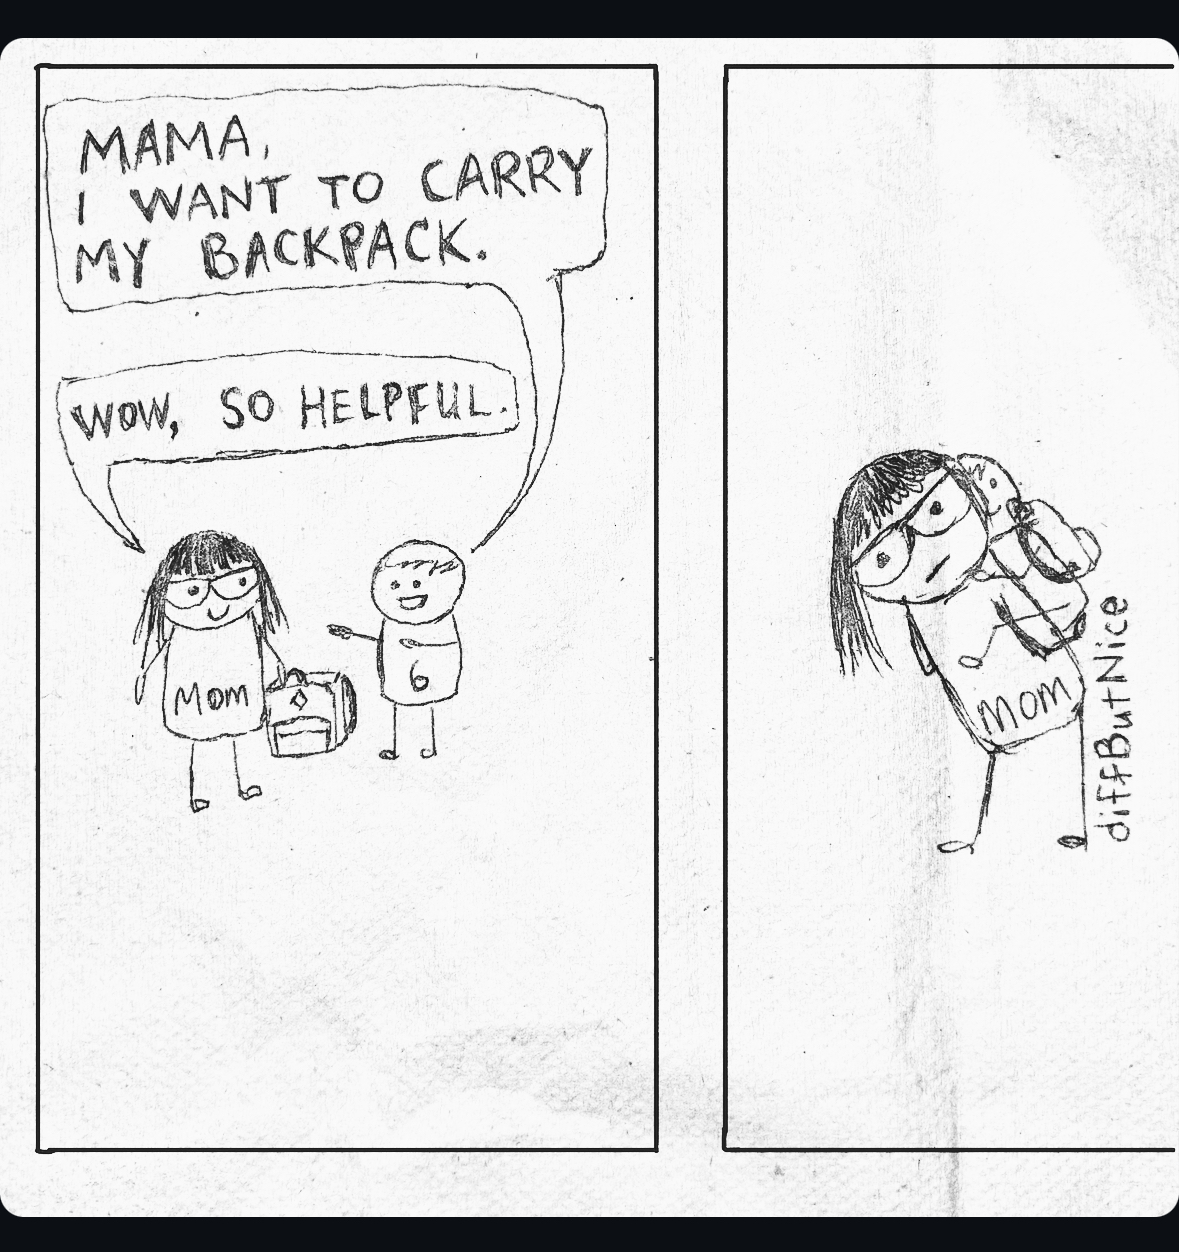 MAMA,
I WANT TO CARRY
MY BACKPACK.
WOW, SO HELPFUL.
MOM
6
MOM
diffButNice